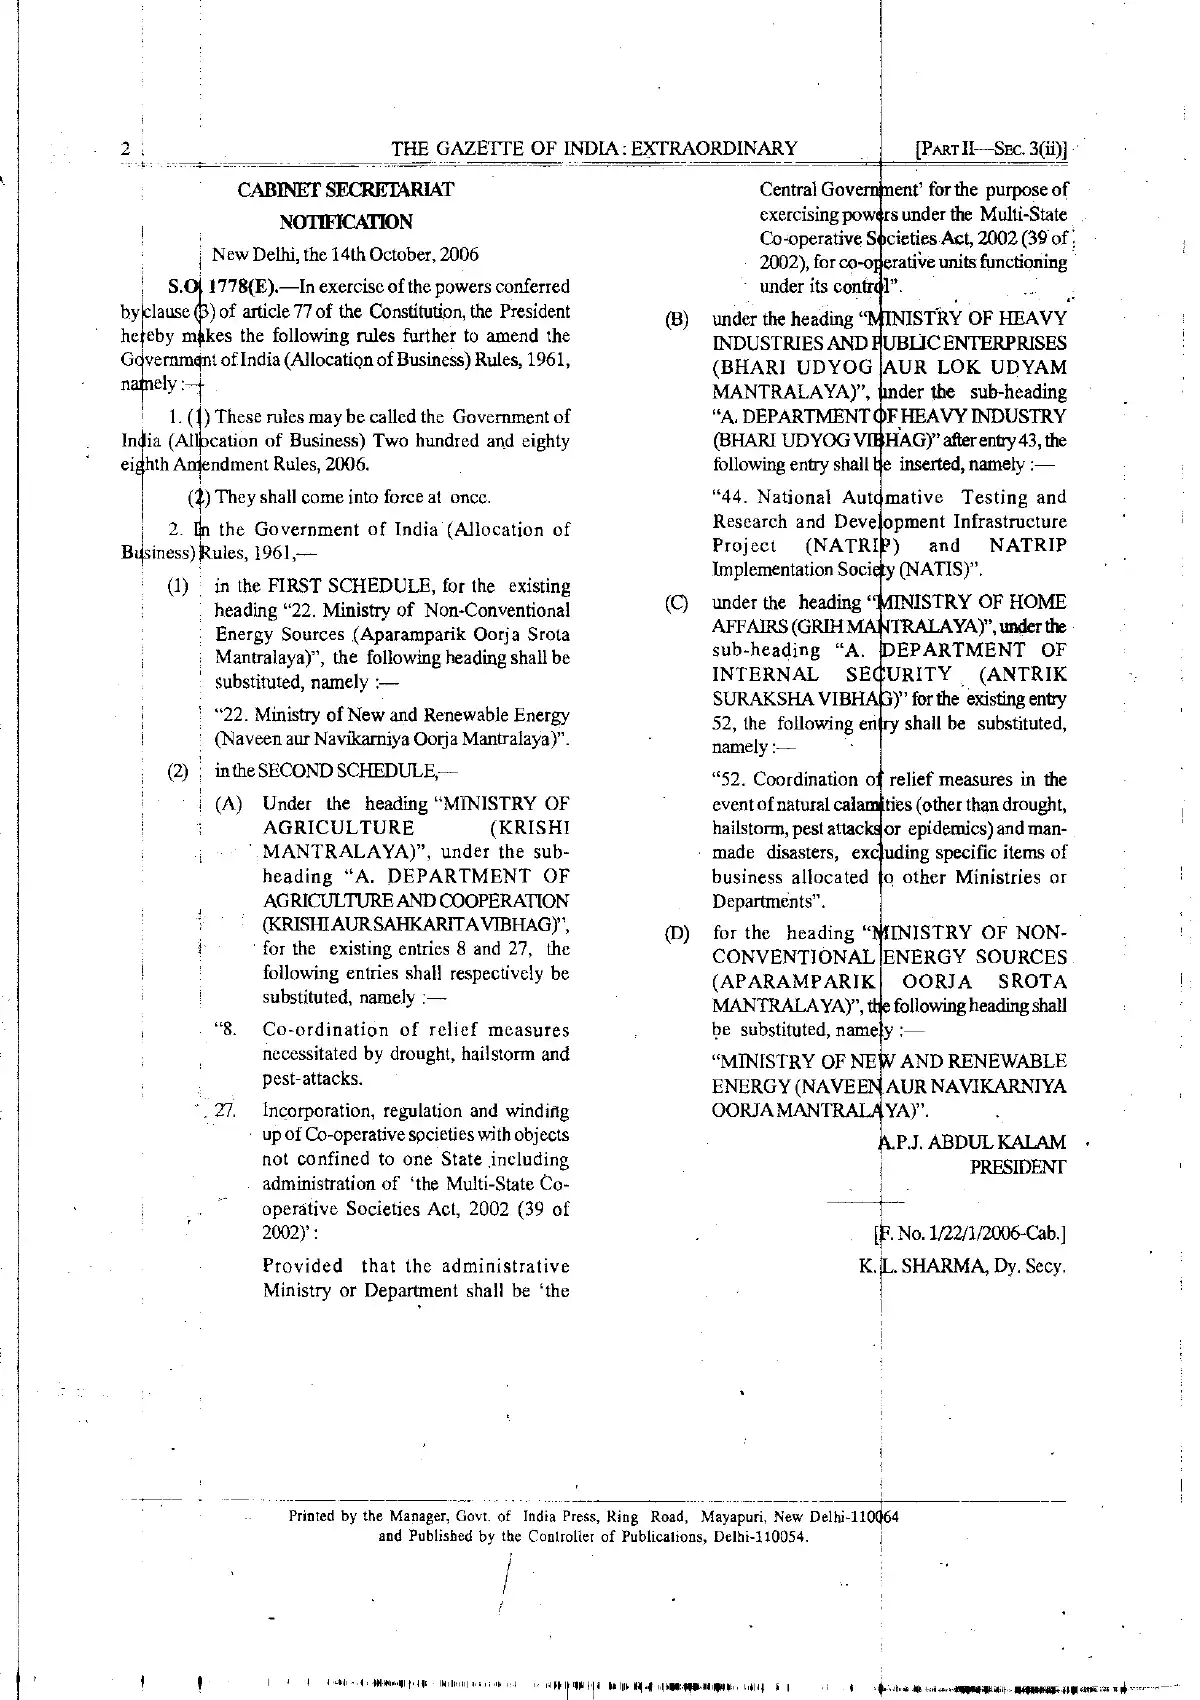 2
THE GAZETTE OF INDIA : EXTRAORDINARY
[PART II—SEC. 3(ii)]
CABINET SECRETARIAT
NOTIFICATION
New Delhi, the 14th October, 2006
S.O. 1778(E).—In exercise of the powers conferred
by clause (3) of article 77 of the Constitution, the President
hereby makes the following rules further to amend the
Government of India (Allocation of Business) Rules, 1961,
namely :—
1. (1) These rules may be called the Government of
India (Allocation of Business) Two hundred and eighty
eighth Amendment Rules, 2006.
(2) They shall come into force at once.
2. In the Government of India (Allocation of
Business) Rules, 1961,—
(1) in the FIRST SCHEDULE, for the existing
heading “22. Ministry of Non-Conventional
Energy Sources (Aparamparik Oorja Srota
Mantralaya)”, the following heading shall be
substituted, namely :—
“22. Ministry of New and Renewable Energy
(Naveen aur Navikarniya Oorja Mantralaya)”.
(2) in the SECOND SCHEDULE,—
(A) Under the heading “MINISTRY OF
AGRICULTURE (KRISHI
MANTRALAYA)”, under the sub-
heading “A. DEPARTMENT OF
AGRICULTURE AND COOPERATION
(KRISHI AUR SAHKARITA VIBHAG)”,
for the existing entries 8 and 27, the
following entries shall respectively be
substituted, namely :—
“8. Co-ordination of relief measures
necessitated by drought, hailstorm and
pest-attacks.
27. Incorporation, regulation and winding
up of Co-operative societies with objects
not confined to one State including
administration of ‘the Multi-State Co-
operative Societies Act, 2002 (39 of
2002)’ :
Provided that the administrative
Ministry or Department shall be ‘the
Central Government’ for the purpose of
exercising powers under the Multi-State
Co-operative Societies Act, 2002 (39 of
2002), for co-operative units functioning
under its control”.
(B) under the heading “MINISTRY OF HEAVY
INDUSTRIES AND PUBLIC ENTERPRISES
(BHARI UDYOG AUR LOK UDYAM
MANTRALAYA)”, under the sub-heading
“A. DEPARTMENT OF HEAVY INDUSTRY
(BHARI UDYOG VIBHAG)” after entry 43, the
following entry shall be inserted, namely :—
“44. National Automative Testing and
Research and Development Infrastructure
Project (NATRIP) and NATRIP
Implementation Society (NATIS)”.
(C) under the heading “MINISTRY OF HOME
AFFAIRS (GRIH MANTRALAYA)”, under the
sub-heading “A. DEPARTMENT OF
INTERNAL SECURITY (ANTRIK
SURAKSHA VIBHAG)” for the existing entry
52, the following entry shall be substituted,
namely :—
“52. Coordination of relief measures in the
event of natural calamities (other than drought,
hailstorm, pest attacks or epidemics) and man-
made disasters, excluding specific items of
business allocated to other Ministries or
Departments”.
(D) for the heading “MINISTRY OF NON-
CONVENTIONAL ENERGY SOURCES
(APARAMPARIK OORJA SROTA
MANTRALAYA)”, the following heading shall
be substituted, namely :—
“MINISTRY OF NEW AND RENEWABLE
ENERGY (NAVEEN AUR NAVIKARNIYA
OORJA MANTRALAYA)”.
A.P.J. ABDUL KALAM
PRESIDENT
[F. No. 1/22/1/2006-Cab.]
K. L. SHARMA, Dy. Secy.
Printed by the Manager, Govt. of India Press, Ring Road, Mayapuri, New Delhi-110064
and Published by the Controller of Publications, Delhi-110054.